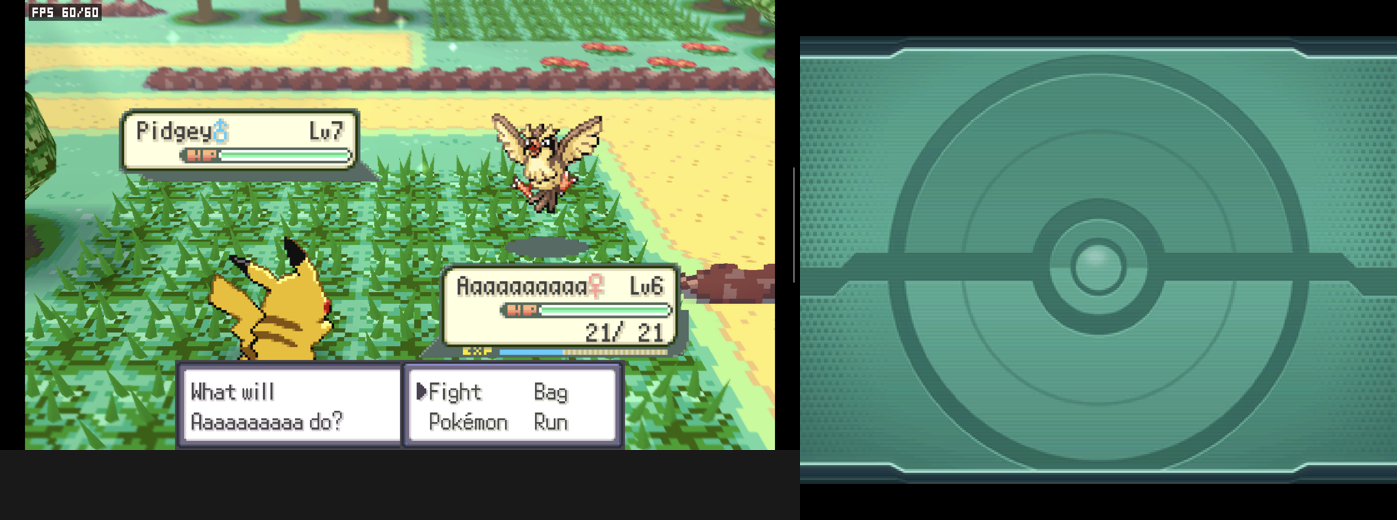 FPS 60/60
Pidgey♂ Lv7
HP
Aaaaaaaaaa♀ Lv6
HP
21/ 21
EXP
What will
Aaaaaaaaaa do?
Fight Bag
Pokémon Run